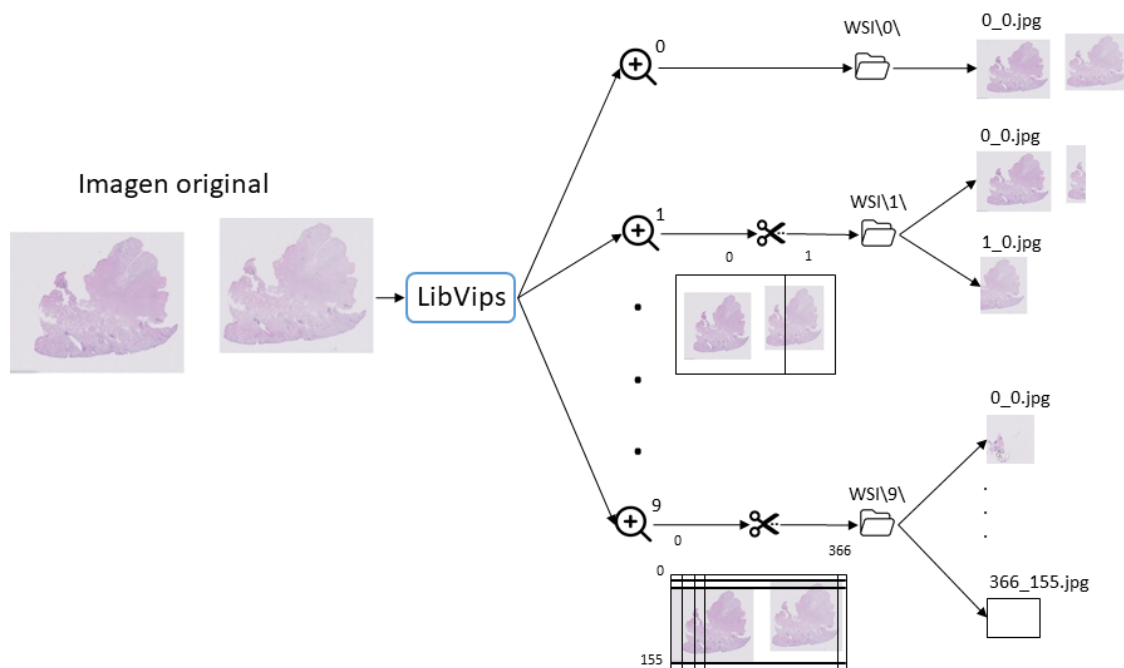 WSI\0\
0_0.jpg
0
0_0.jpg
Imagen original
WSI\1\
1
1_0.jpg
0
1
LibVips
0_0.jpg
WSI\9\
9
0
366
0
366_155.jpg
155